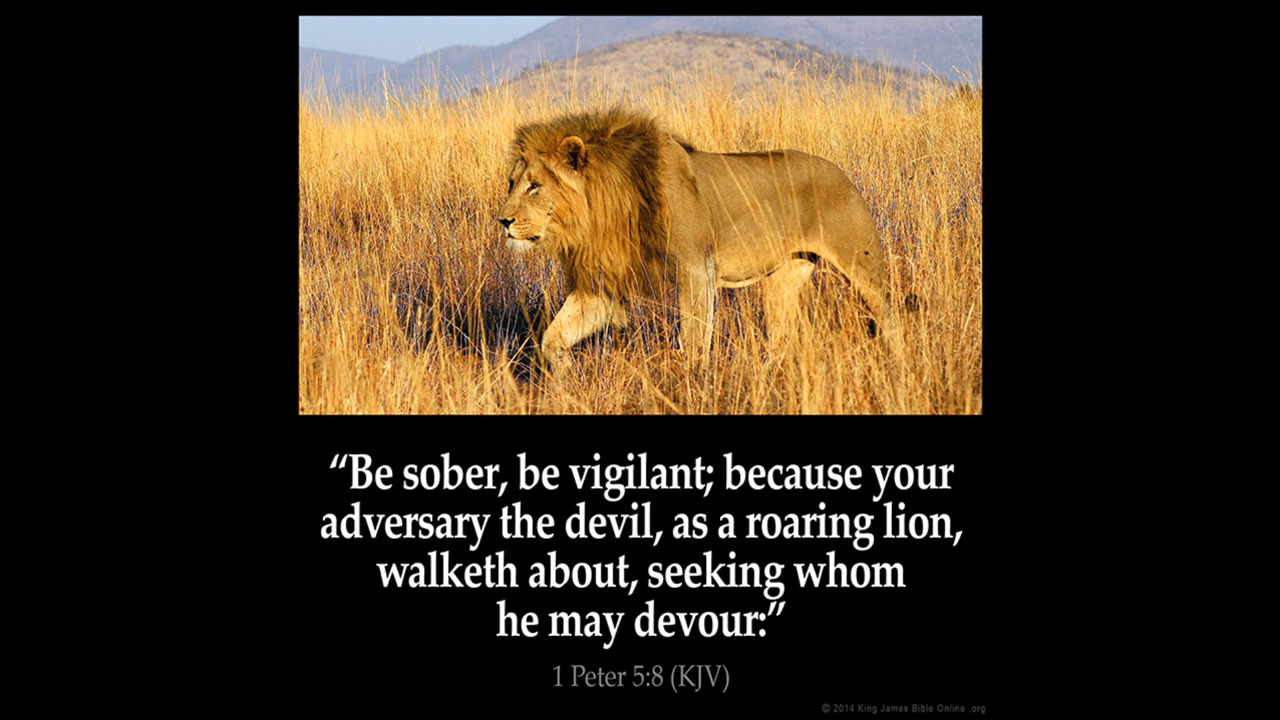 “Be sober, be vigilant; because your
adversary the devil, as a roaring lion,
walketh about, seeking whom
he may devour:”
1 Peter 5:8 (KJV)
© 2014 King James Bible Online .org